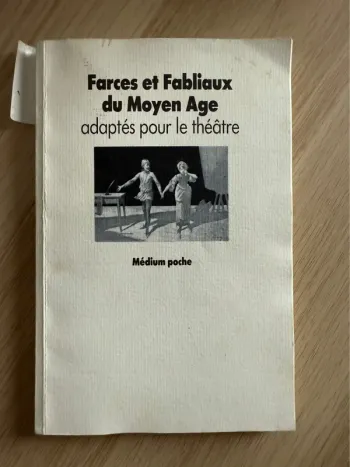 Farces et Fabliaux
du Moyen Age
adaptés pour le théâtre
Médium poche